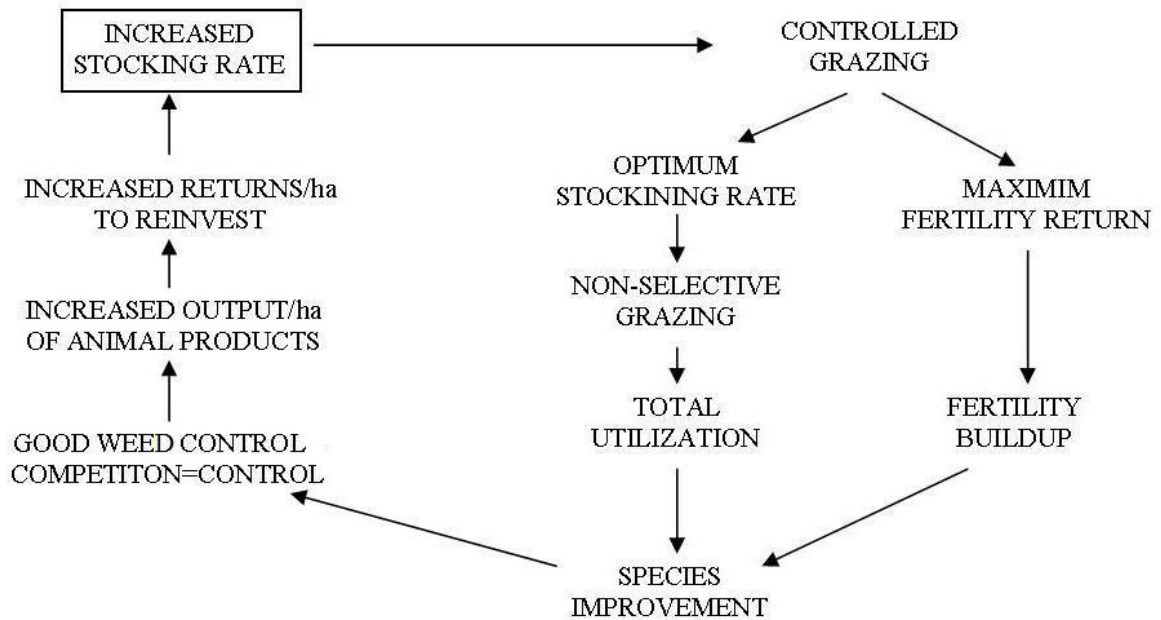 INCREASED
STOCKING RATE
CONTROLLED
GRAZING
OPTIMUM
STOCKINING RATE
MAXIMIM
FERTILITY RETURN
INCREASED RETURNS/ha
TO REINVEST
NON-SELECTIVE
GRAZING
INCREASED OUTPUT/ha
OF ANIMAL PRODUCTS
TOTAL
UTILIZATION
FERTILITY
BUILDUP
GOOD WEED CONTROL
COMPETITON=CONTROL
SPECIES
IMPROVEMENT